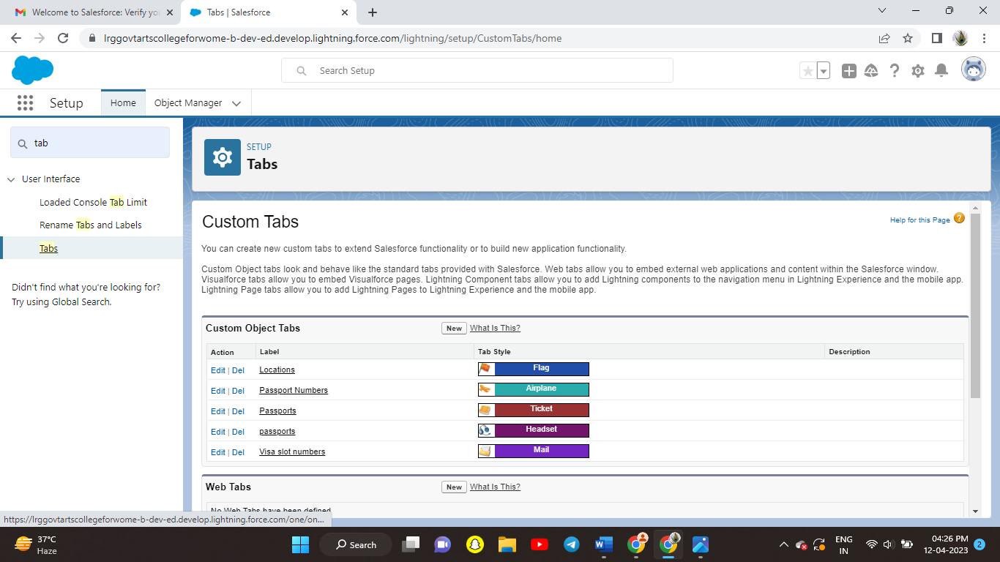 Welcome to Salesforce: Verify yo
Tabs | Salesforce
lrggovtartscollegeforwome-b-dev-ed.develop.lightning.force.com/lightning/setup/CustomTabs/home
Search Setup
Setup
Home
Object Manager
tab
User Interface
Loaded Console Tab Limit
Rename Tabs and Labels
Tabs
Didn't find what you're looking for?
Try using Global Search.
SETUP
Tabs
Custom Tabs
Help for this Page
You can create new custom tabs to extend Salesforce functionality or to build new application functionality.
Custom Object tabs look and behave like the standard tabs provided with Salesforce. Web tabs allow you to embed external web applications and content within the Salesforce window.
Visualforce tabs allow you to embed Visualforce pages. Lightning Component tabs allow you to add Lightning components to the navigation menu in Lightning Experience and the mobile app.
Lightning Page tabs allow you to add Lightning Pages to Lightning Experience and the mobile app.
Custom Object Tabs New What Is This?
Action Label Tab Style Description
Edit | Del Locations Flag
Edit | Del Passport Numbers Airplane
Edit | Del Passports Ticket
Edit | Del passports Headset
Edit | Del Visa slot numbers Mail
Web Tabs New What Is This?
No Web Tabs have been defined
https://lrggovtartscollegeforwome-b-dev-ed.develop.lightning.force.com/one/on...
37°C
Haze
Search
ENG
IN
04:26 PM
12-04-2023
2